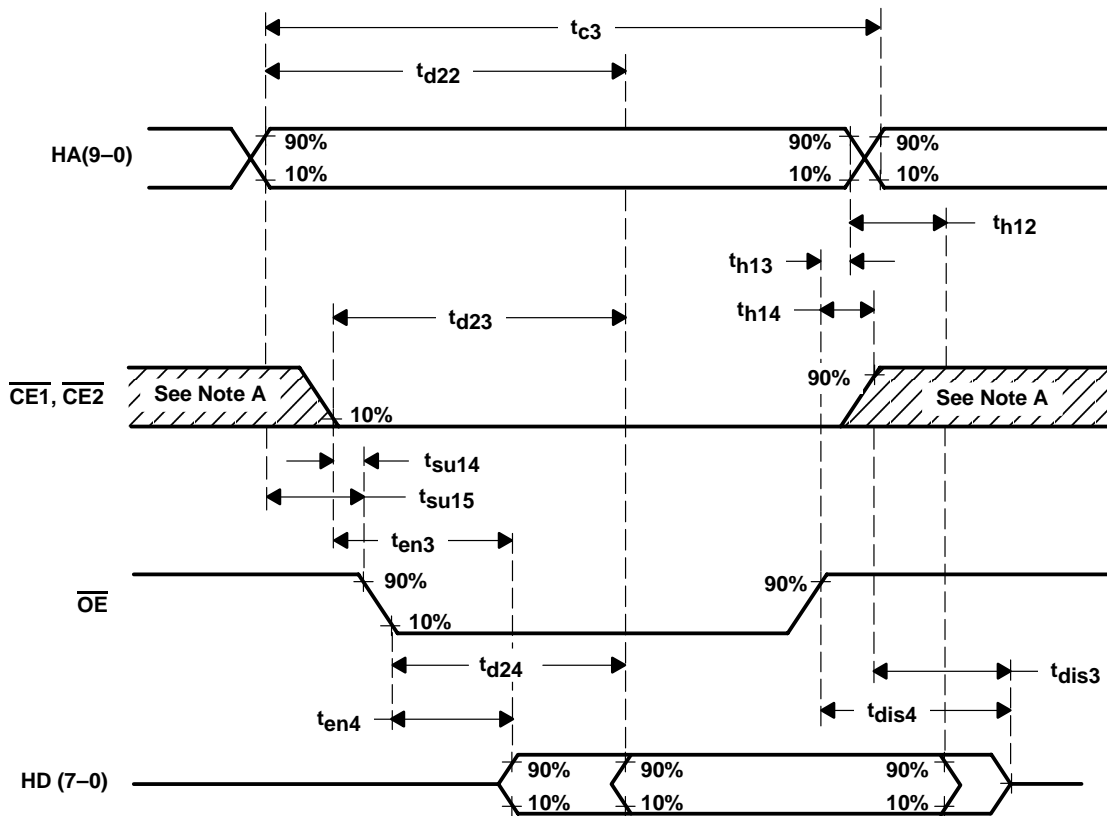 tc3
td22
HA(9–0)
90%
90%
90%
10%
10%
10%
th12
th13
th14
td23
CE1, CE2
See Note A
90%
See Note A
10%
tsu14
tsu15
ten3
OE
90%
90%
10%
td24
tdis3
ten4
tdis4
HD (7–0)
90%
90%
90%
10%
10%
10%